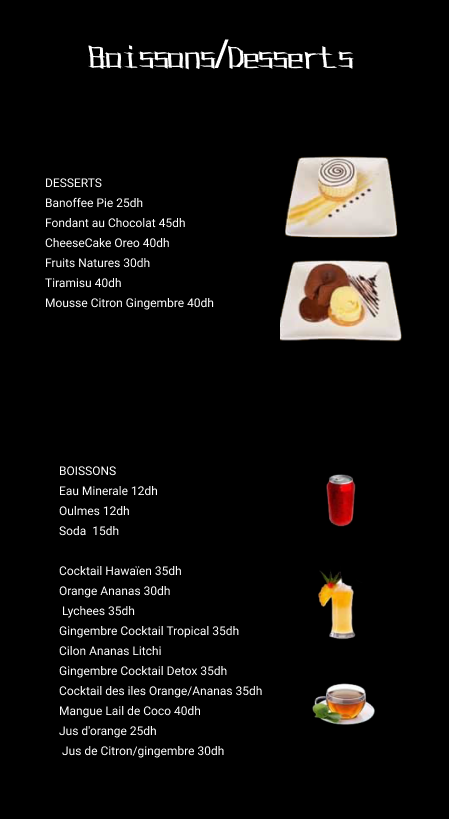 Boissons/Desserts
DESSERTS
Banoffee Pie 25dh
Fondant au Chocolat 45dh
CheeseCake Oreo 40dh
Fruits Natures 30dh
Tiramisu 40dh
Mousse Citron Gingembre 40dh
BOISSONS
Eau Minerale 12dh
Oulmes 12dh
Soda 15dh
Cocktail Hawaïen 35dh
Orange Ananas 30dh
Lychees 35dh
Gingembre Cocktail Tropical 35dh
Cilon Ananas Litchi
Gingembre Cocktail Detox 35dh
Cocktail des iles Orange/Ananas 35dh
Mangue Lail de Coco 40dh
Jus d'orange 25dh
Jus de Citron/gingembre 30dh